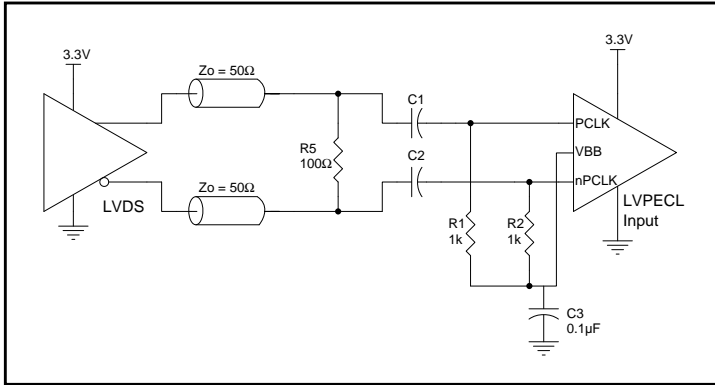 3.3V
3.3V
Zo = 50Ω
C1
PCLK
R5
100Ω
VBB
C2
nPCLK
Zo = 50Ω
LVDS
LVPECL
Input
R1
1k
R2
1k
C3
0.1µF